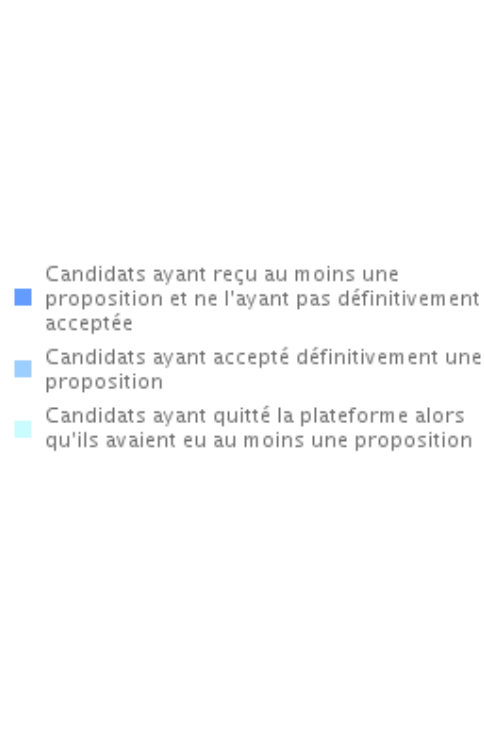 Candidats ayant reçu au moins une
proposition et ne l'ayant pas définitivement
acceptée
Candidats ayant accepté définitivement une
proposition
Candidats ayant quitté la plateforme alors
qu'ils avaient eu au moins une proposition